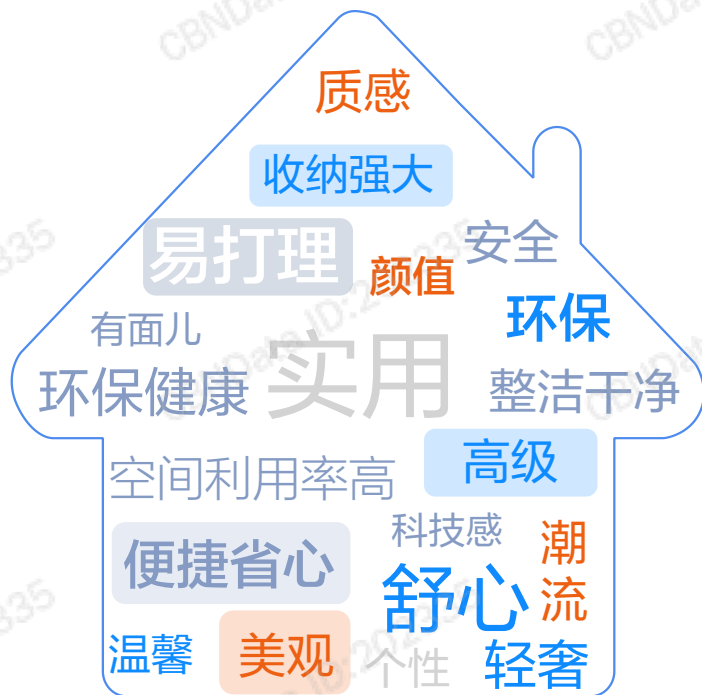 CBNData
CBNData
质感
收纳强大
易打理
安全
颜值
环保
有面儿
实用
环保健康
整洁干净
空间利用率高
高级
科技感
潮流
便捷省心
舒心
温馨
美观
个性
轻奢